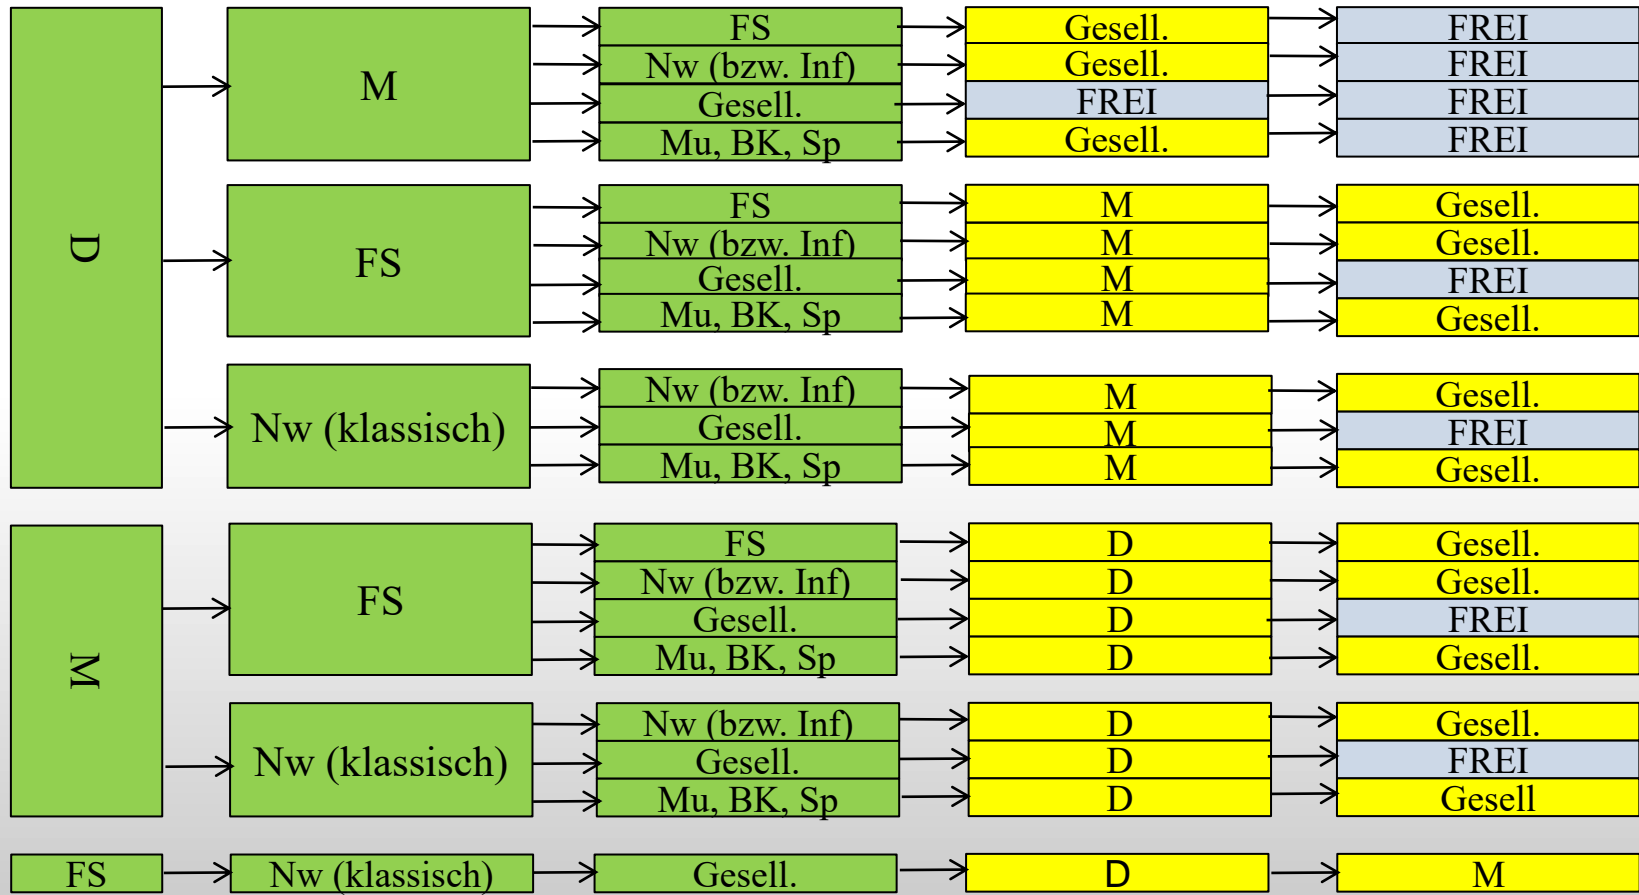 D
M
FS
Gesell.
FREI
Nw (bzw. Inf)
Gesell.
FREI
Gesell.
FREI
FREI
Mu, BK, Sp
Gesell.
FREI
FS
FS
M
Gesell.
Nw (bzw. Inf)
M
Gesell.
Gesell.
M
FREI
Mu, BK, Sp
M
Gesell.
Nw (klassisch)
Nw (bzw. Inf)
M
Gesell.
Gesell.
M
FREI
Mu, BK, Sp
M
Gesell.
M
FS
FS
D
Gesell.
Nw (bzw. Inf)
D
Gesell.
Gesell.
D
FREI
Mu, BK, Sp
D
Gesell.
Nw (klassisch)
Nw (bzw. Inf)
D
Gesell.
Gesell.
D
FREI
Mu, BK, Sp
D
Gesell
FS
Nw (klassisch)
Gesell.
D
M